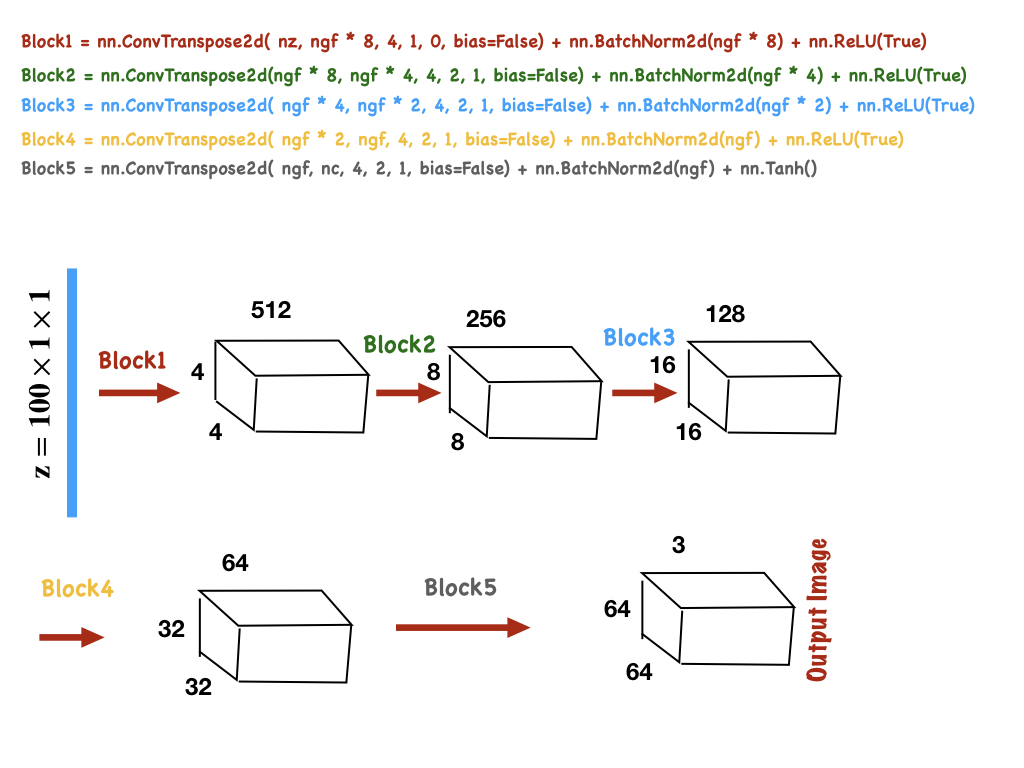 Block1 = nn.ConvTranspose2d( nz, ngf * 8, 4, 1, 0, bias=False) + nn.BatchNorm2d(ngf * 8) + nn.ReLU(True)
Block2 = nn.ConvTranspose2d(ngf * 8, ngf * 4, 4, 2, 1, bias=False) + nn.BatchNorm2d(ngf * 4) + nn.ReLU(True)
Block3 = nn.ConvTranspose2d( ngf * 4, ngf * 2, 4, 2, 1, bias=False) + nn.BatchNorm2d(ngf * 2) + nn.ReLU(True)
Block4 = nn.ConvTranspose2d( ngf * 2, ngf, 4, 2, 1, bias=False) + nn.BatchNorm2d(ngf) + nn.ReLU(True)
Block5 = nn.ConvTranspose2d( ngf, nc, 4, 2, 1, bias=False) + nn.BatchNorm2d(ngf) + nn.Tanh()
z = 100 × 1 × 1
Block1
512
4
4
Block2
256
8
8
Block3
128
16
16
Block4
64
32
32
Block5
3
64
64
Output Image